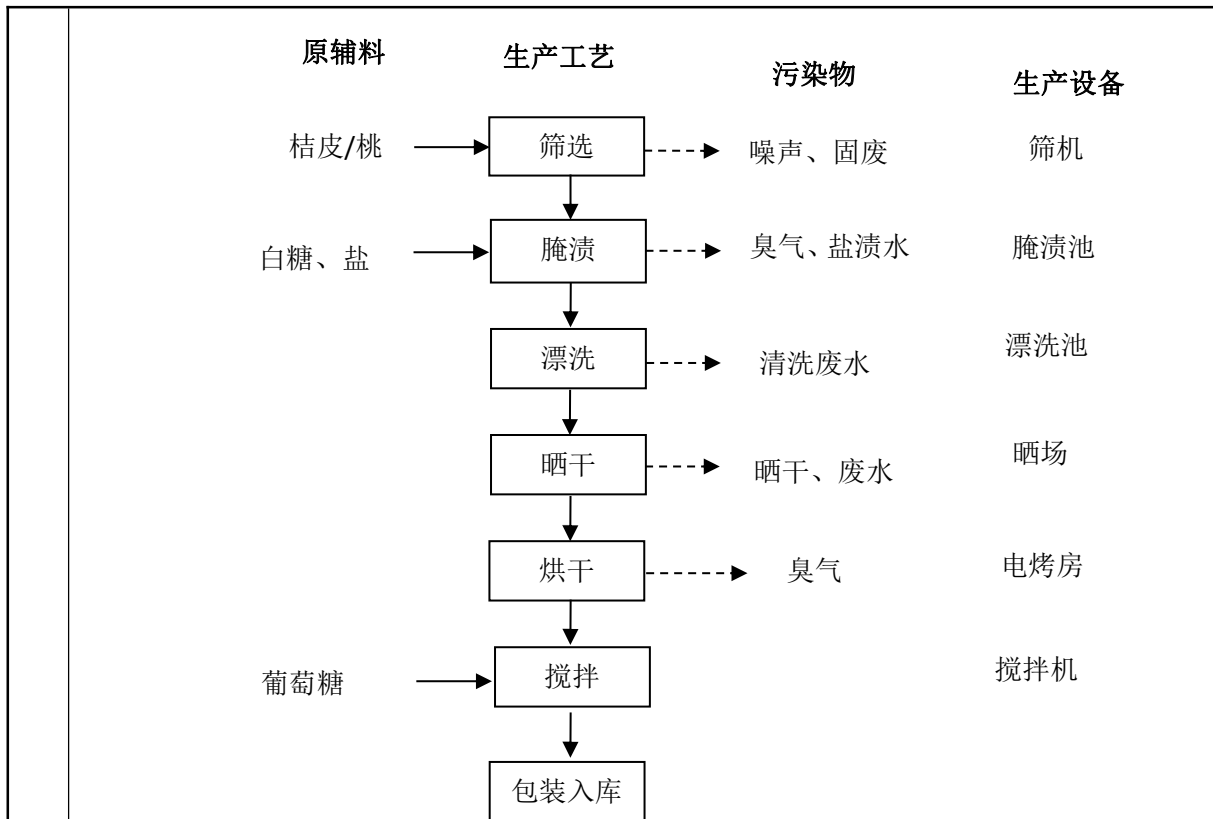 原辅料 生产工艺 污染物 生产设备
桔皮/桃 筛选 噪声、固废 筛机
白糖、盐 腌渍 臭气、盐渍水 腌渍池
漂洗 清洗废水 漂洗池
晒干 晒干、废水 晒场
烘干 臭气 电烤房
葡萄糖 搅拌 搅拌机
包装入库